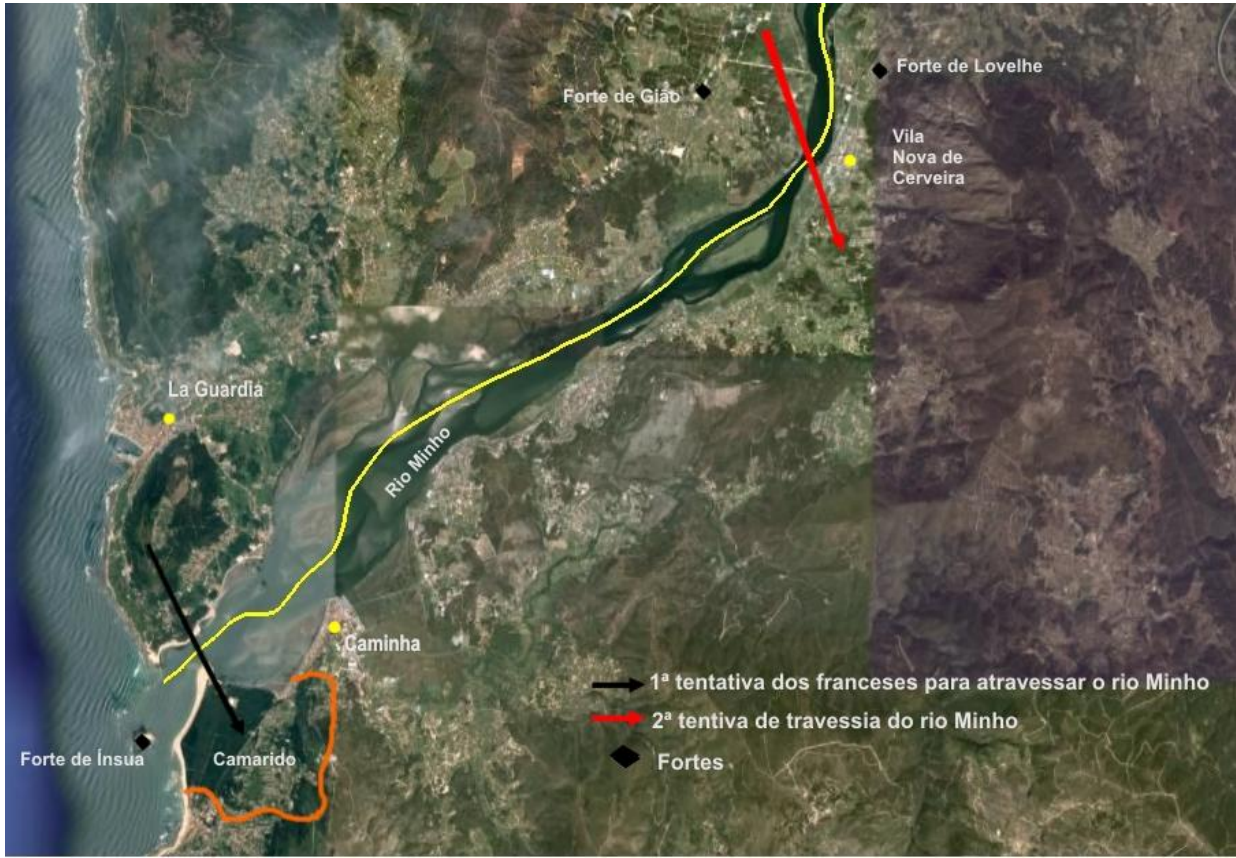 Forte de Lovelhe
Forte de Gião
Vila
Nova de
Cerveira
La Guardia
Rio Minho
Caminha
1ª tentativa dos franceses para atravessar o rio Minho
2ª tentiva de travessia do rio Minho
Forte de Ínsua
Camarido
Fortes